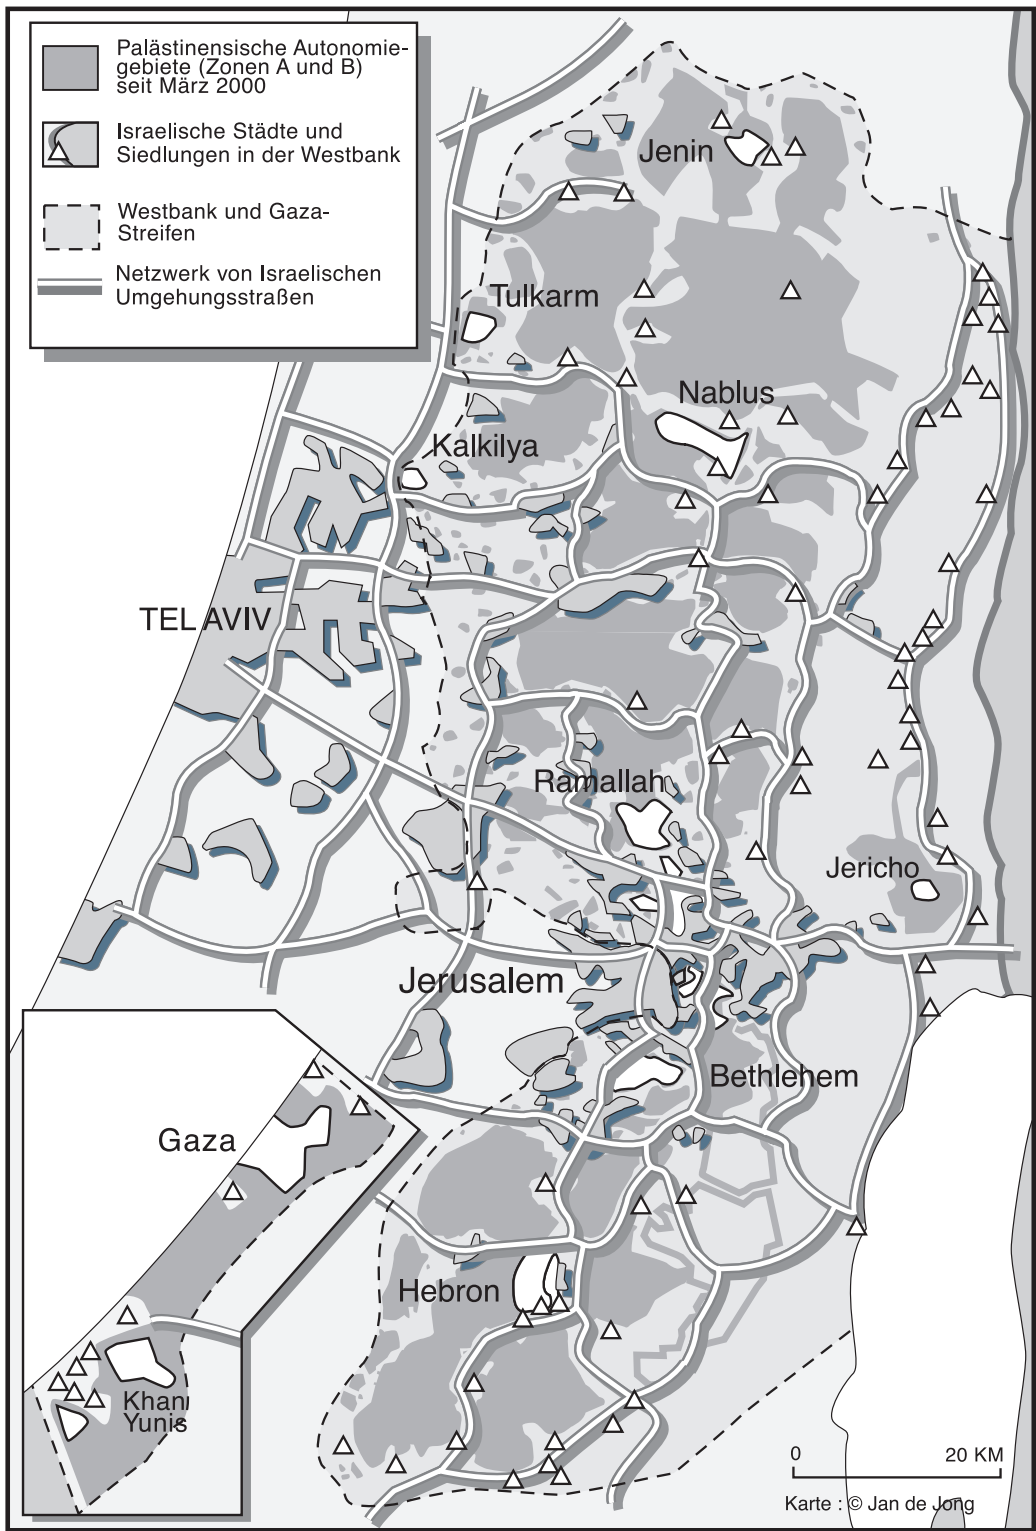 Palästinensische Autonomie-
gebiete (Zonen A und B)
seit März 2000
Israelische Städte und
Siedlungen in der Westbank
Westbank und Gaza-
Streifen
Netzwerk von Israelischen
Umgehungsstraßen
Jenin
Tulkarm
Nablus
Kalkilya
TEL AVIV
Ramallah
Jericho
Jerusalem
Bethlehem
Gaza
Hebron
Khan
Yunis
0 20 KM
Karte : © Jan de Jong